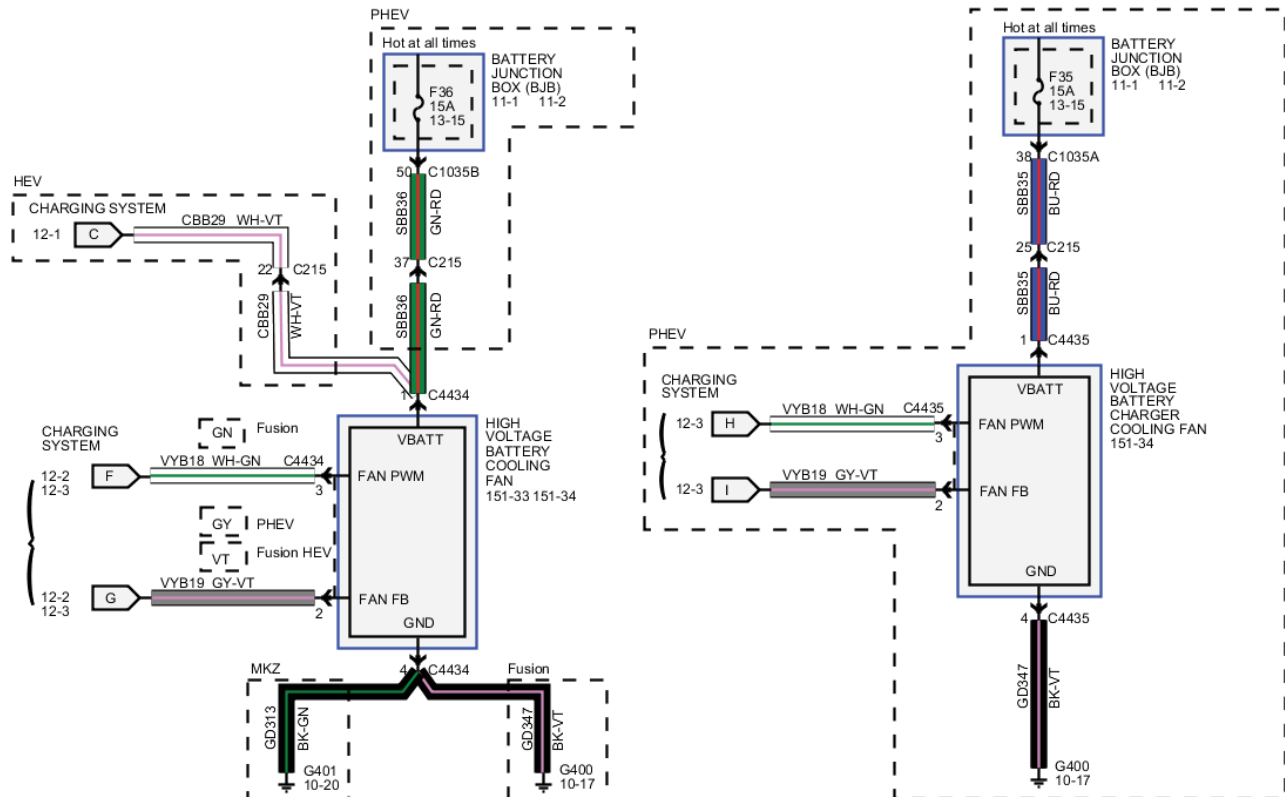 PHEV
Hot at all times
BATTERY
JUNCTION
BOX (BJB)
11-1 11-2
F36
15A
13-15
50 C1035B
SBB36
GN-RD
37 C215
SBB36
GN-RD
HEV
CHARGING SYSTEM
12-1 C
CBB29 WH-VT
22 C215
CBB29
WH-VT
1 C4434
VBATT
HIGH
VOLTAGE
BATTERY
COOLING
FAN
151-33 151-34
CHARGING
SYSTEM
GN Fusion
12-2
12-3
F
VYB18 WH-GN C4434
3
FAN PWM
GY PHEV
VT Fusion HEV
12-2
12-3
G
VYB19 GY-VT
2
FAN FB
GND
4 C4434
MKZ
Fusion
GD313
BK-GN
GD347
BK-VT
G401
10-20
G400
10-17
Hot at all times
BATTERY
JUNCTION
BOX (BJB)
11-1 11-2
F35
15A
13-15
38 C1035A
SBB35
BU-RD
25 C215
SBB35
BU-RD
1 C4435
PHEV
VBATT
HIGH
VOLTAGE
BATTERY
CHARGER
COOLING FAN
151-34
CHARGING
SYSTEM
12-3 H
VYB18 WH-GN C4435
3
FAN PWM
12-3 I
VYB19 GY-VT
2
FAN FB
GND
4 C4435
GD347
BK-VT
G400
10-17